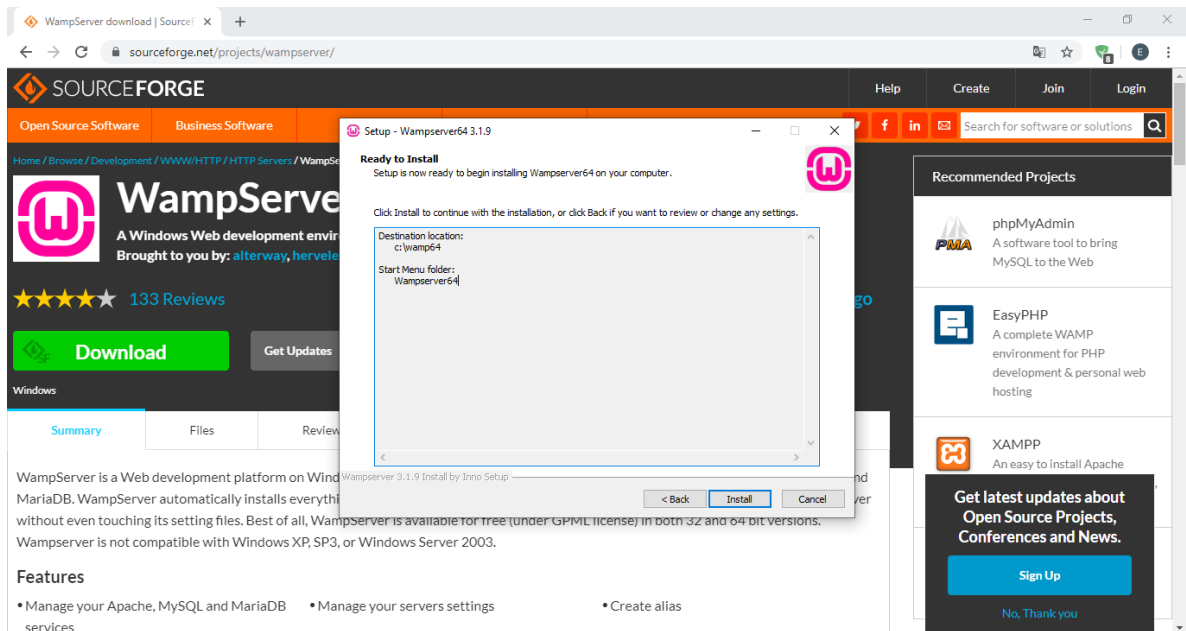 WampServer download | SourceF
sourceforge.net/projects/wampserver/
8
E
SOURCEFORGE
Help
Create
Join
Login
Open Source Software
Business Software
f
in
Search for software or solutions
Home / Browse / Development / WWW/HTTP / HTTP Servers / WampSe
WampServe
A Windows Web development envir
Brought to you by: alterway, hervele
133 Reviews
go
SF
Download
Get Updates
Windows
Summary
Files
Review
WampServer is a Web development platform on Wind
nd
MariaDB. WampServer automatically installs everythi
ver
without even touching its setting files. Best of all, WampServer is available for free (under GPML license) in both 32 and 64 bit versions.
Wampserver is not compatible with Windows XP, SP3, or Windows Server 2003.
Features
• Manage your Apache, MySQL and MariaDB
services
• Manage your servers settings
• Create alias
Setup - Wampserver64 3.1.9
Ready to Install
Setup is now ready to begin installing Wampserver64 on your computer.
Click Install to continue with the installation, or click Back if you want to review or change any settings.
Destination location:
c:\wamp64
Start Menu folder:
Wampserver64
Wampserver 3.1.9 Install by Inno Setup
< Back
Install
Cancel
Recommended Projects
PMA
phpMyAdmin
A software tool to bring
MySQL to the Web
EasyPHP
A complete WAMP
environment for PHP
development & personal web
hosting
XAMPP
An easy to install Apache
Get latest updates about
Open Source Projects,
Conferences and News.
Sign Up
No, Thank you